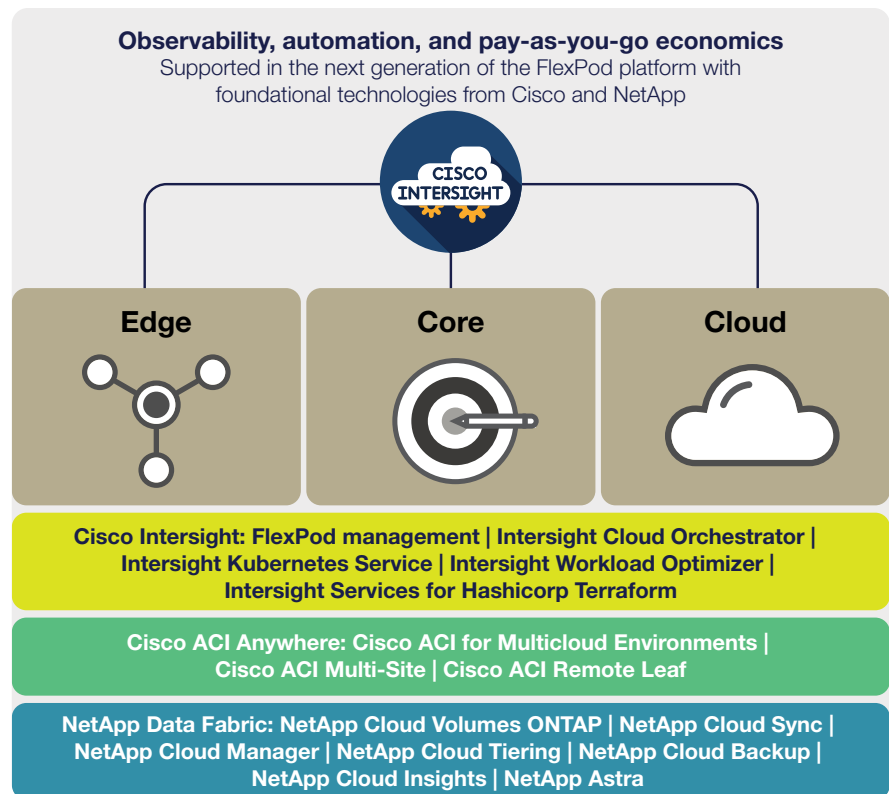 Observability, automation, and pay-as-you-go economics
Supported in the next generation of the FlexPod platform with
foundational technologies from Cisco and NetApp
CISCO
INTERSIGHT
Edge
Core
Cloud
Cisco Intersight: FlexPod management | Intersight Cloud Orchestrator |
Intersight Kubernetes Service | Intersight Workload Optimizer |
Intersight Services for Hashicorp Terraform
Cisco ACI Anywhere: Cisco ACI for Multicloud Environments |
Cisco ACI Multi-Site | Cisco ACI Remote Leaf
NetApp Data Fabric: NetApp Cloud Volumes ONTAP | NetApp Cloud Sync |
NetApp Cloud Manager | NetApp Cloud Tiering | NetApp Cloud Backup |
NetApp Cloud Insights | NetApp Astra